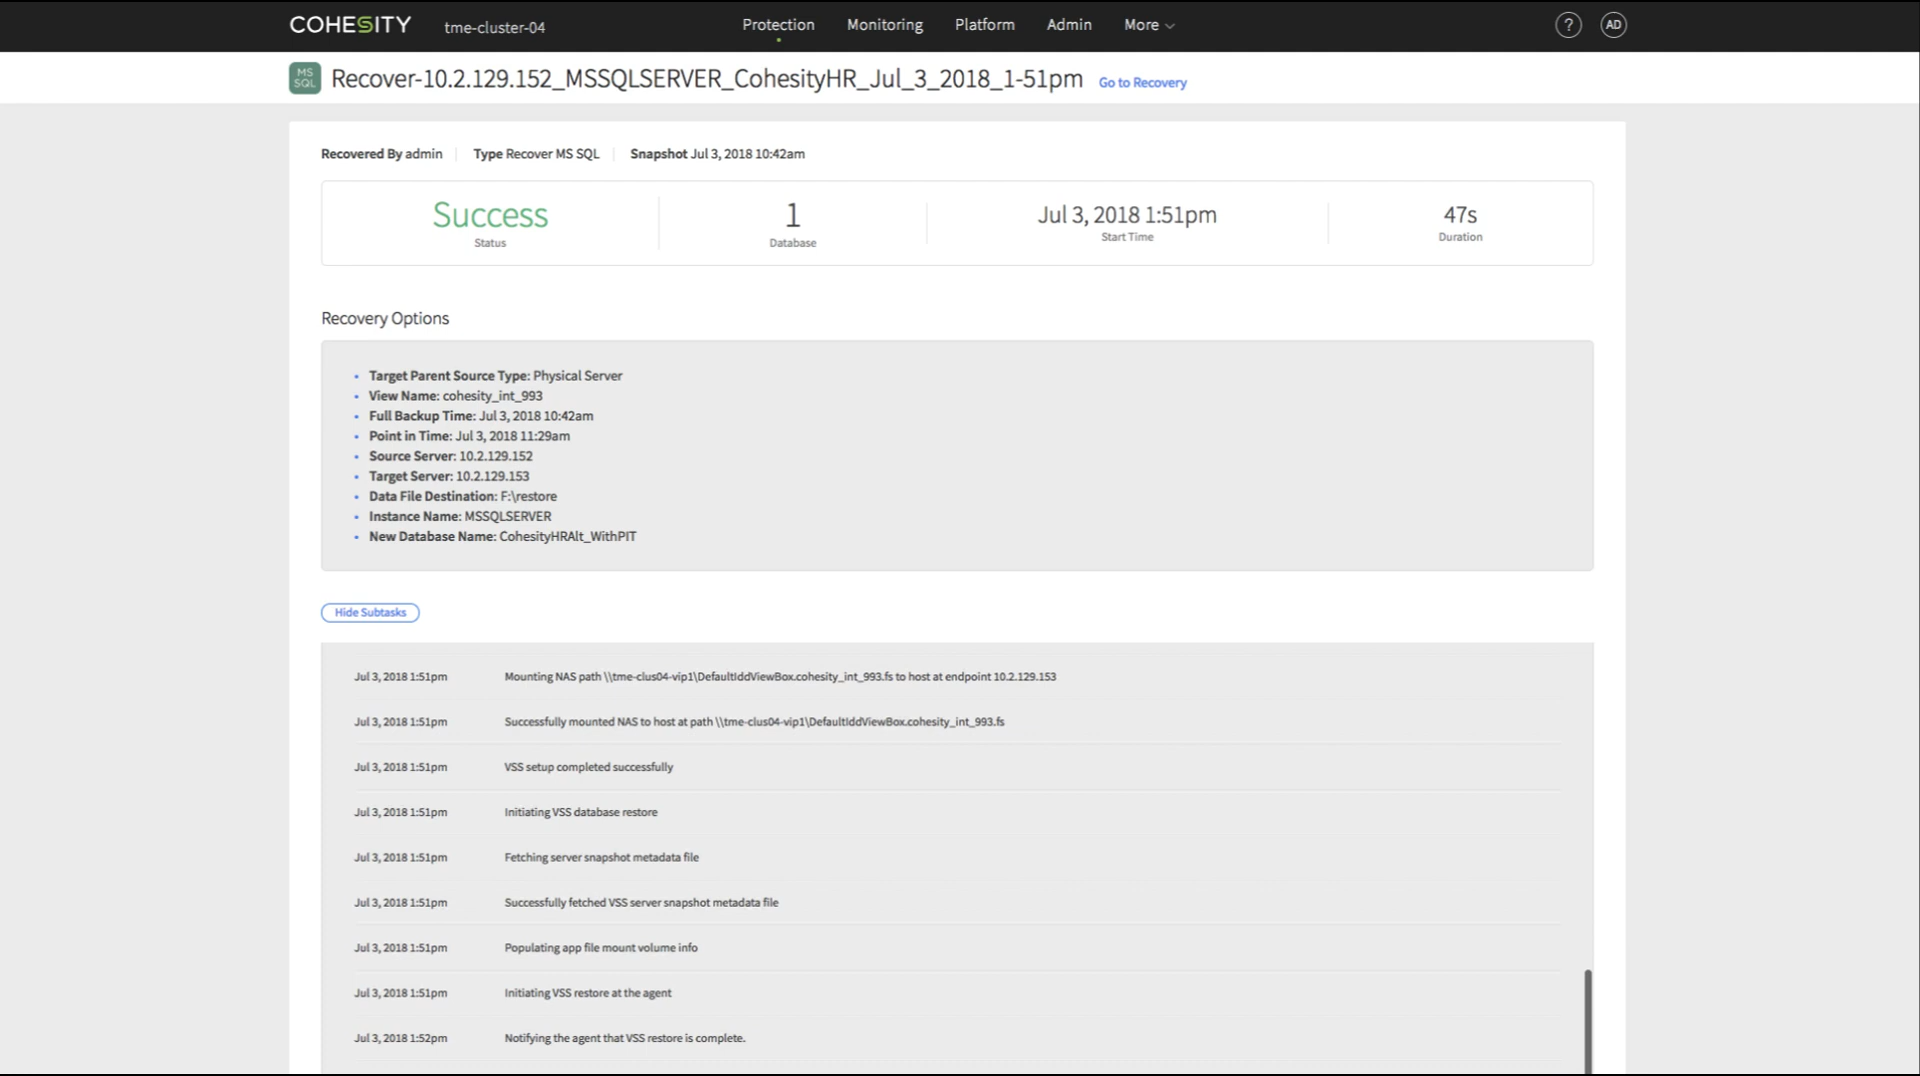 COHESITY tme-cluster-04 Protection Monitoring Platform Admin More ? AD
MS SQL Recover-10.2.129.152_MSSQLSERVER_CohesityHR_Jul_3_2018_1-51pm Go to Recovery
Recovered By admin Type Recover MS SQL Snapshot Jul 3, 2018 10:42am
Success 1 Jul 3, 2018 1:51pm 47s
Status Database Start Time Duration
Recovery Options
Target Parent Source Type: Physical Server
View Name: cohesity_int_993
Full Backup Time: Jul 3, 2018 10:42am
Point in Time: Jul 3, 2018 11:29am
Source Server: 10.2.129.152
Target Server: 10.2.129.153
Data File Destination: F:\restore
Instance Name: MSSQLSERVER
New Database Name: CohesityHRAlt_WithPIT
Hide Subtasks
Jul 3, 2018 1:51pm Mounting NAS path \\tme-clus04-vip1\DefaultIddViewBox.cohesity_int_993.fs to host at endpoint 10.2.129.153
Jul 3, 2018 1:51pm Successfully mounted NAS to host at path \\tme-clus04-vip1\DefaultIddViewBox.cohesity_int_993.fs
Jul 3, 2018 1:51pm VSS setup completed successfully
Jul 3, 2018 1:51pm Initiating VSS database restore
Jul 3, 2018 1:51pm Fetching server snapshot metadata file
Jul 3, 2018 1:51pm Successfully fetched VSS server snapshot metadata file
Jul 3, 2018 1:51pm Populating app file mount volume info
Jul 3, 2018 1:51pm Initiating VSS restore at the agent
Jul 3, 2018 1:52pm Notifying the agent that VSS restore is complete.